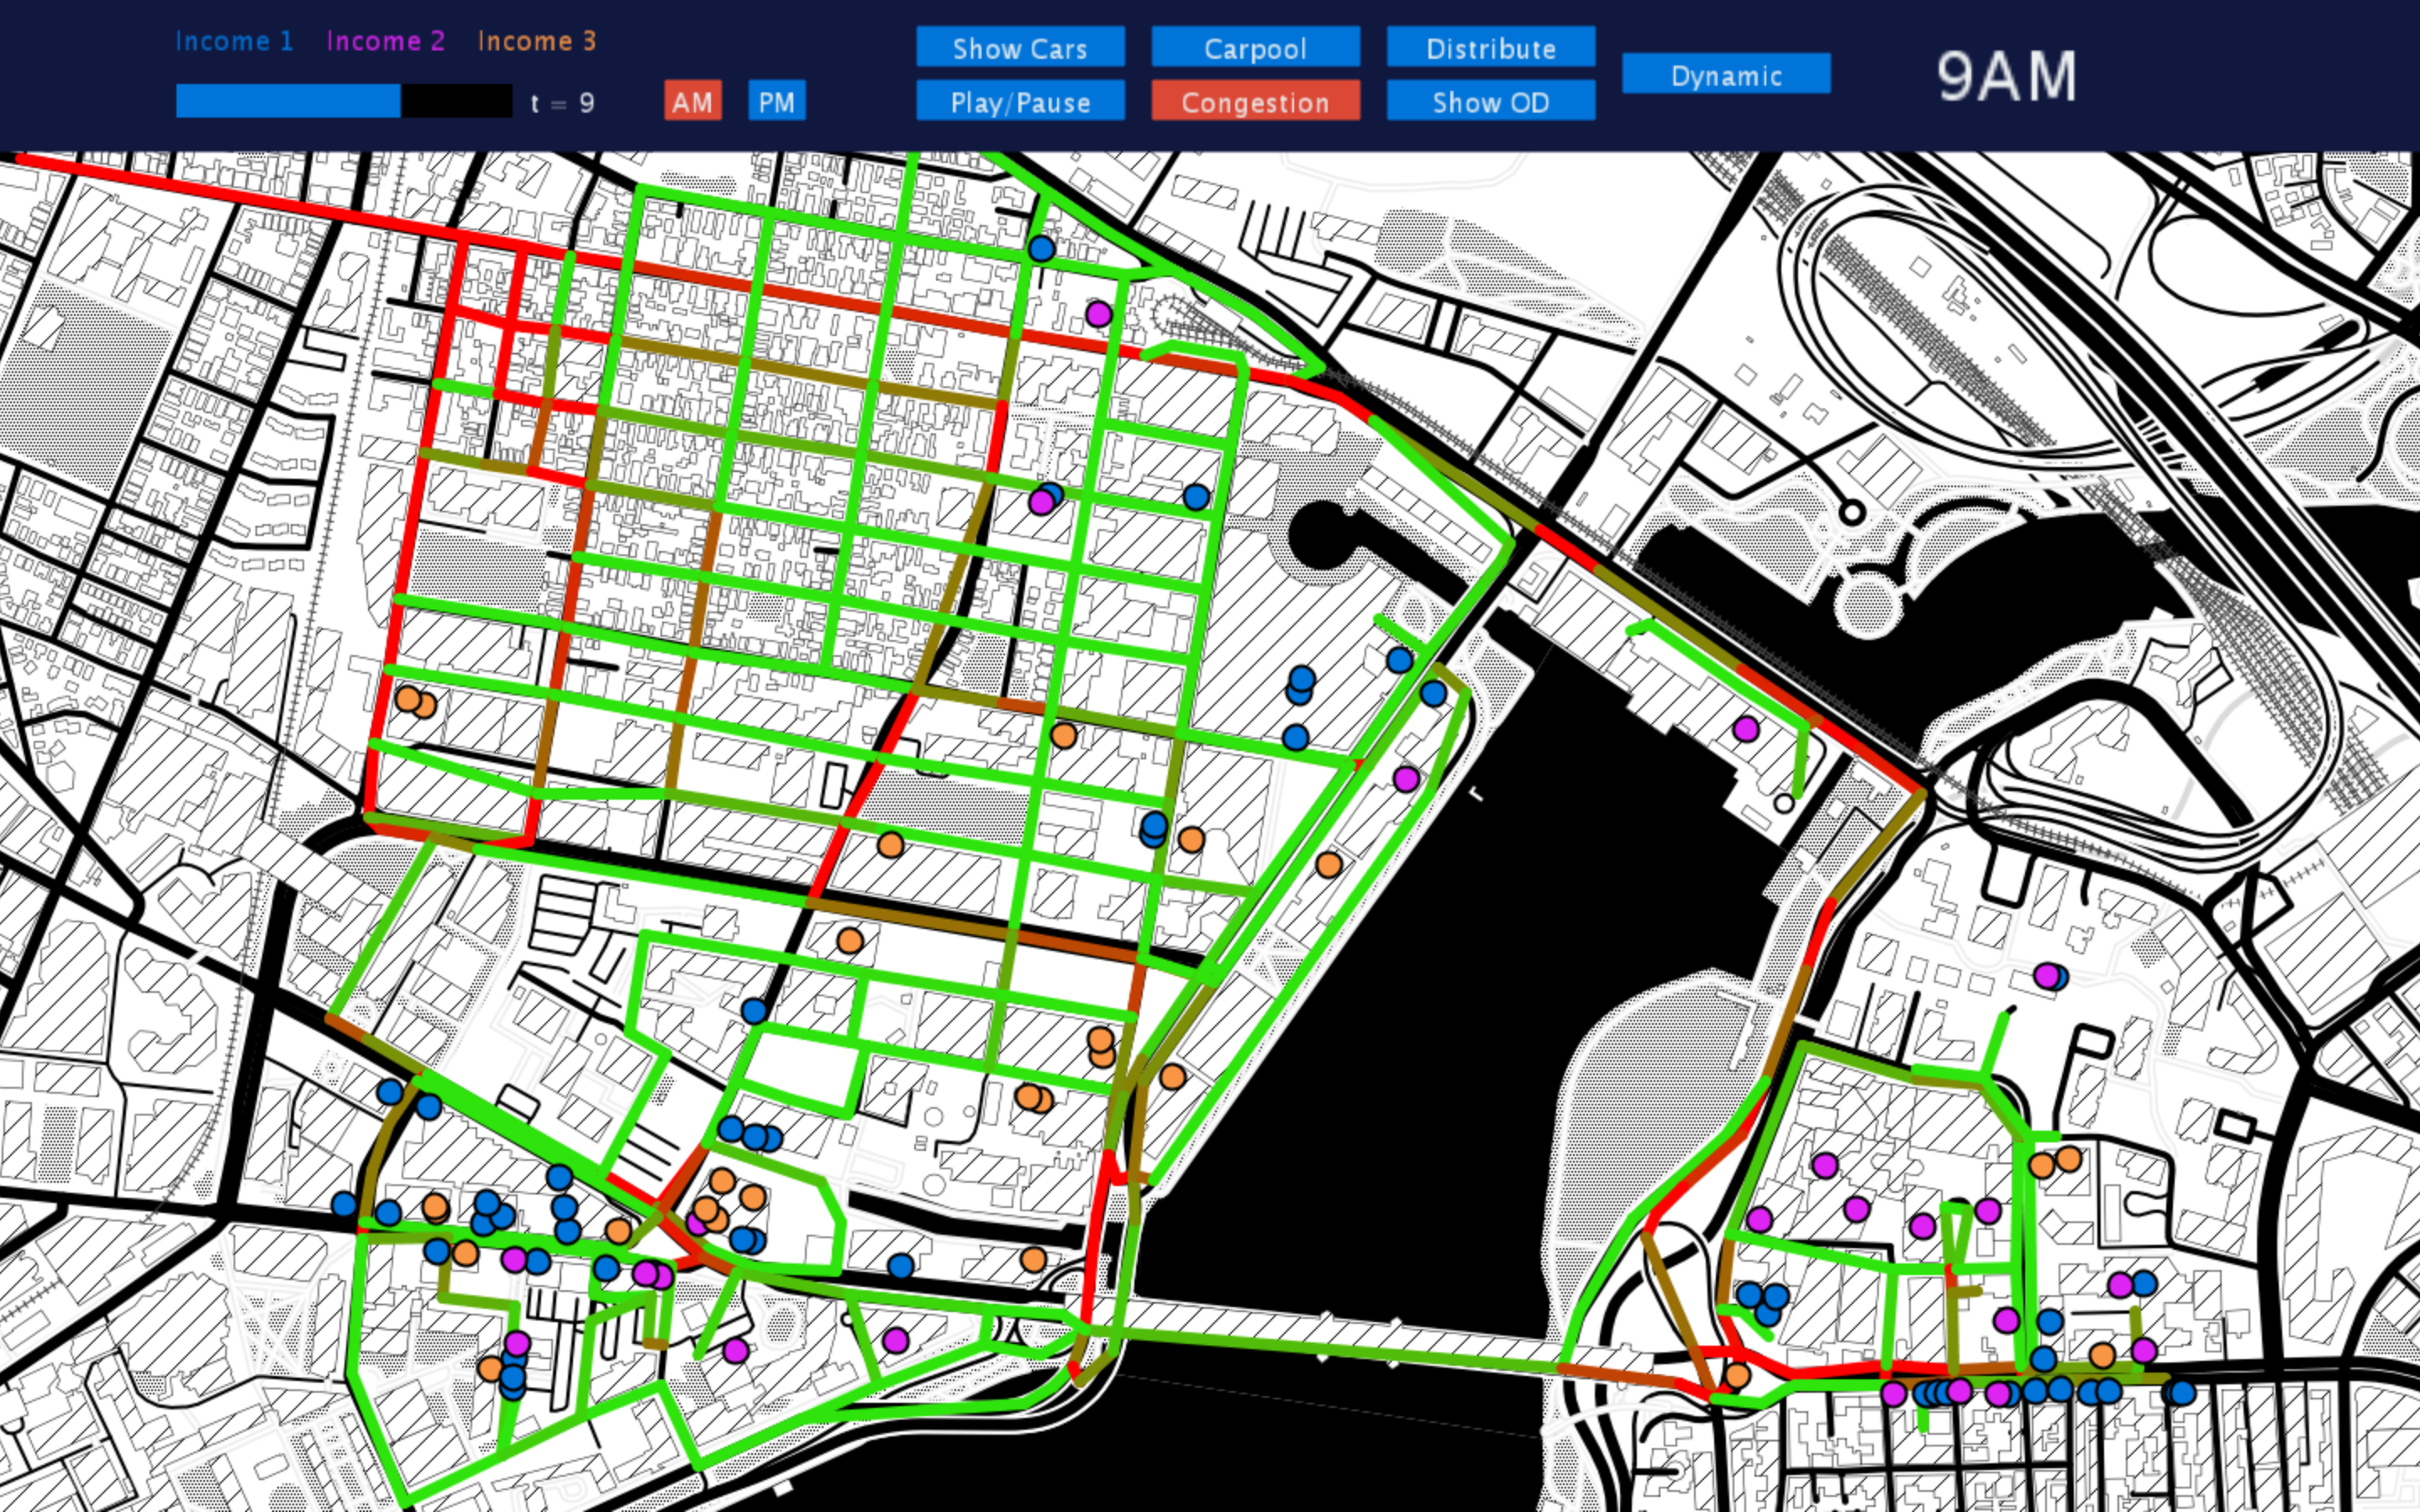 Income 1 Income 2 Income 3
t = 9
AM PM
Show Cars Carpool Distribute
Play/Pause Congestion Show OD
Dynamic
9AM